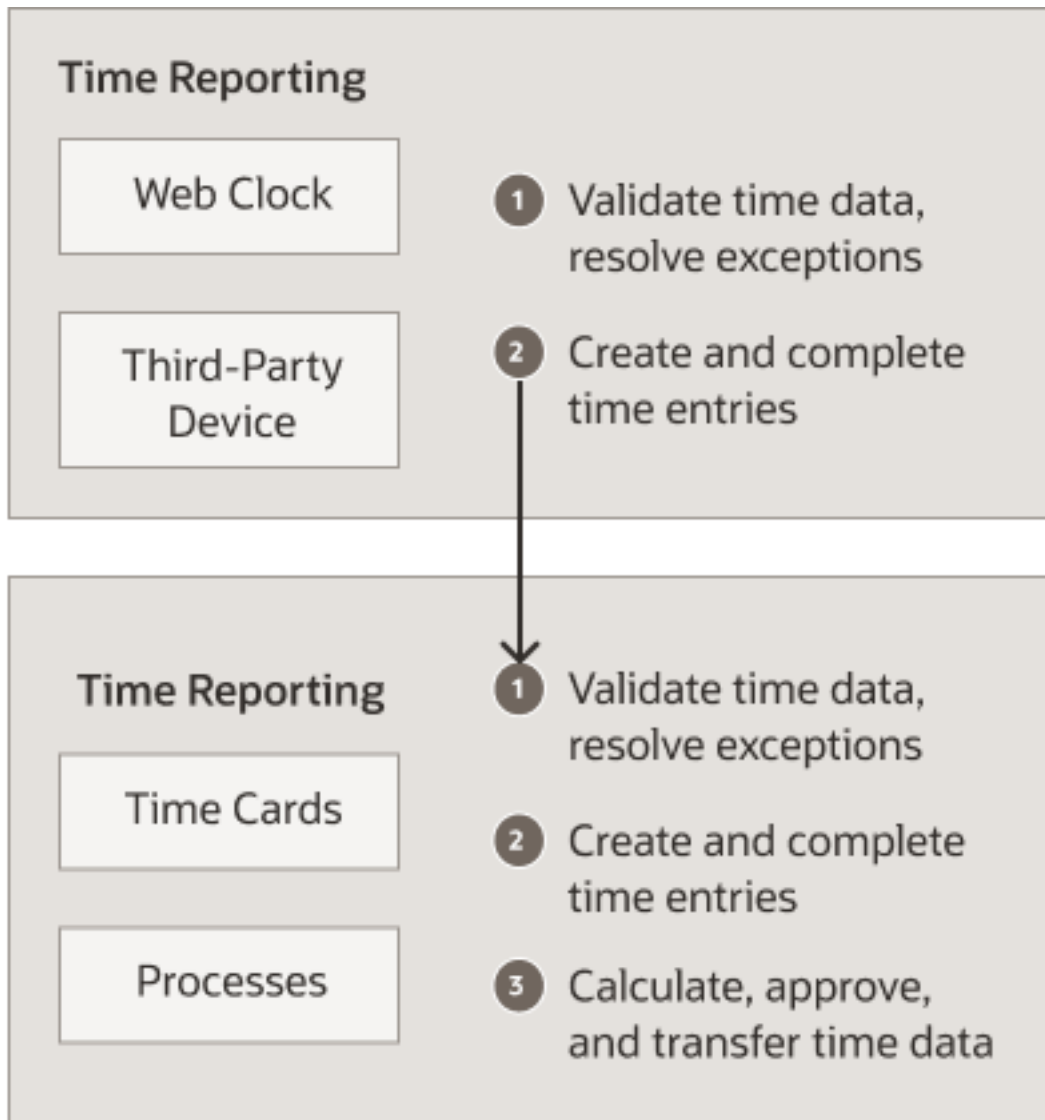 Time Reporting
Web Clock
Third-Party
Device
1 Validate time data,
resolve exceptions
2 Create and complete
time entries
Time Reporting
Time Cards
Processes
1 Validate time data,
resolve exceptions
2 Create and complete
time entries
3 Calculate, approve,
and transfer time data